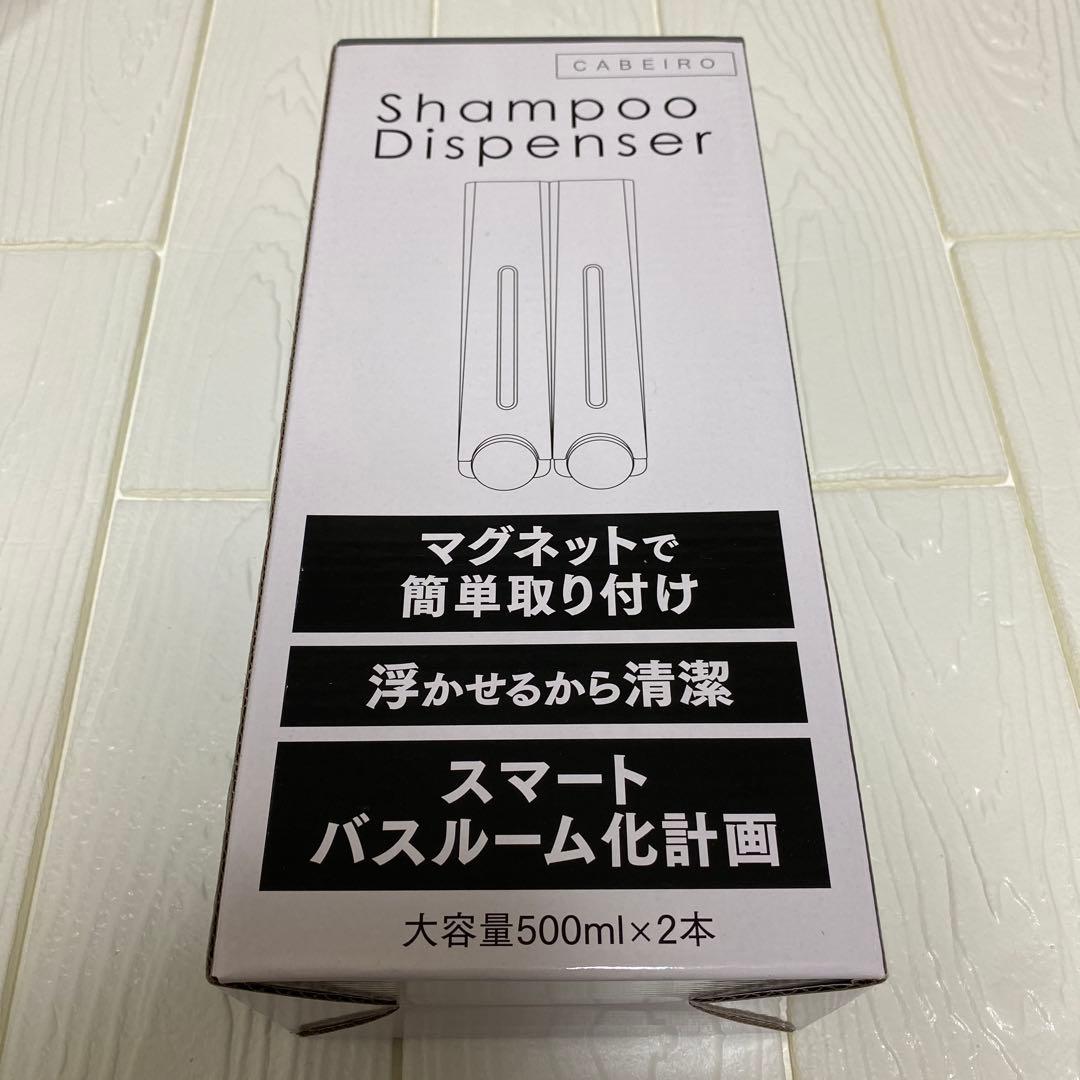 CABEIRO
Shampoo
Dispenser
マグネットで
簡単取り付け
浮かせるから清潔
スマート
バスルーム化計画
大容量500ml×2本